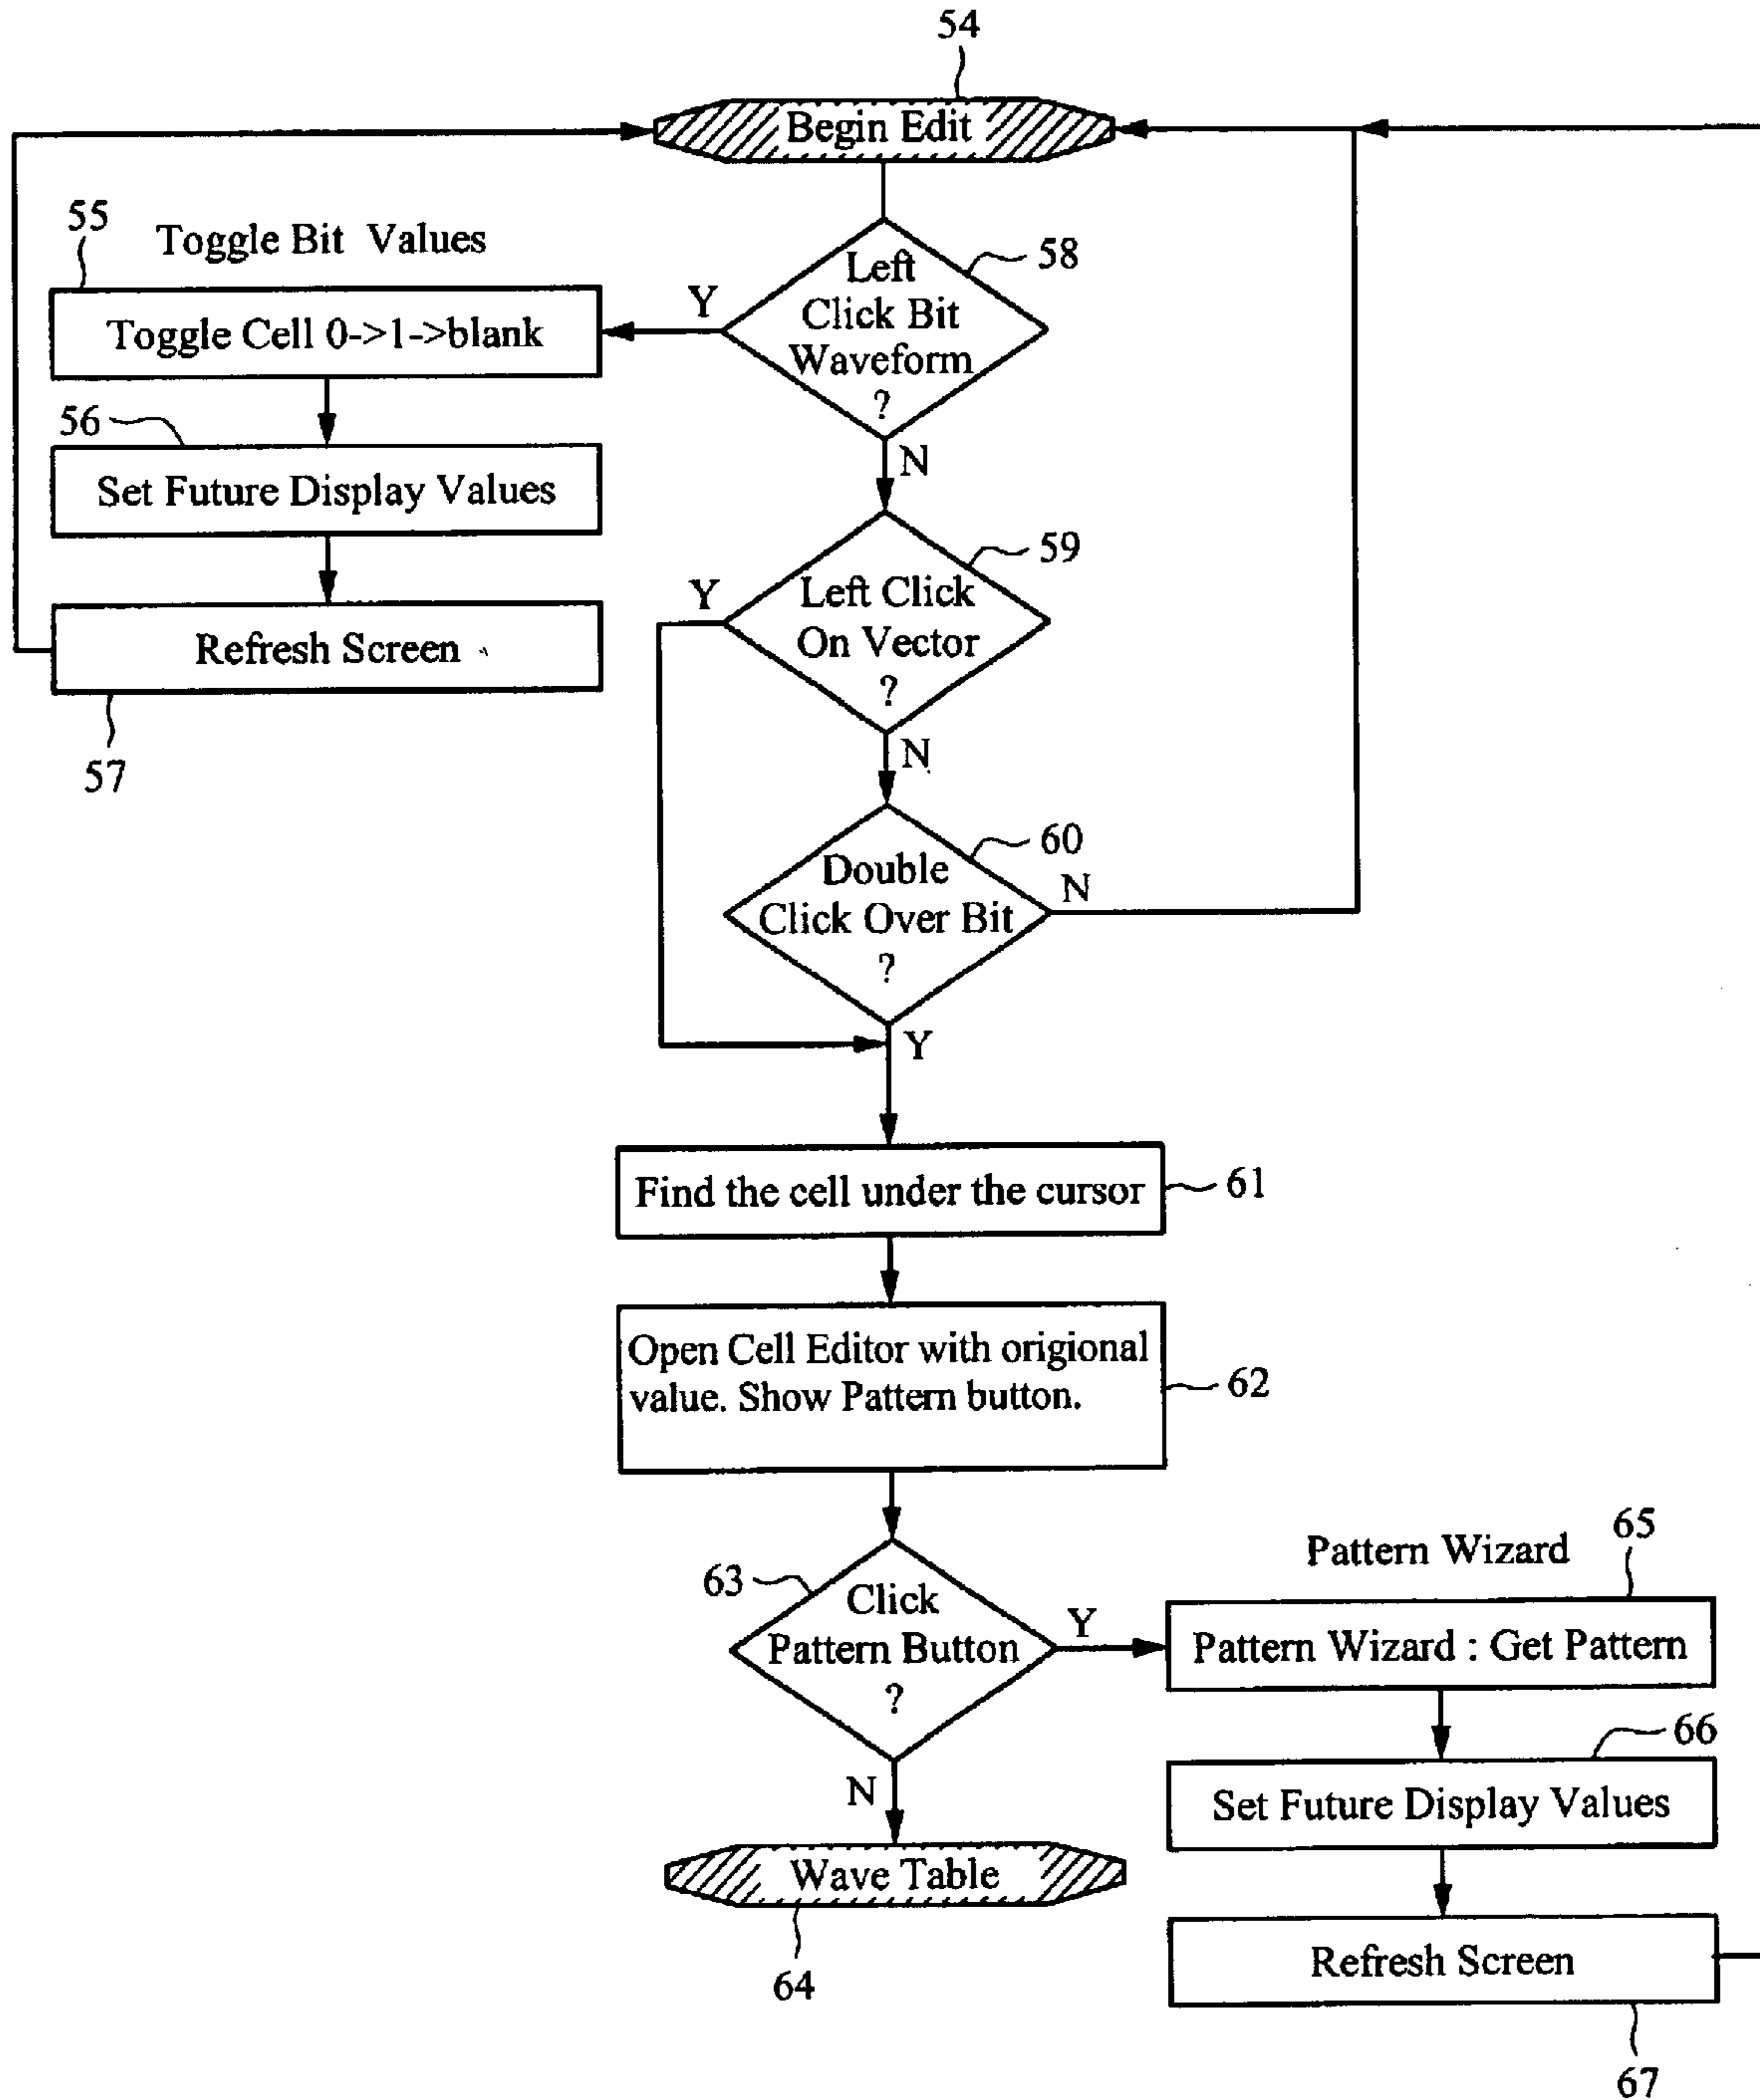 54
Begin Edit
55
Toggle Bit Values
58
Left
Click Bit
Waveform
?
Y
N
Toggle Cell 0->1->blank
56
Set Future Display Values
Refresh Screen
57
59
Left Click
On Vector
?
Y
N
60
Double
Click Over Bit
?
N
Y
Find the cell under the cursor
61
Open Cell Editor with origional
value. Show Pattern button.
62
63
Click
Pattern Button
?
Y
N
Pattern Wizard
65
Pattern Wizard : Get Pattern
66
Set Future Display Values
Wave Table
64
Refresh Screen
67